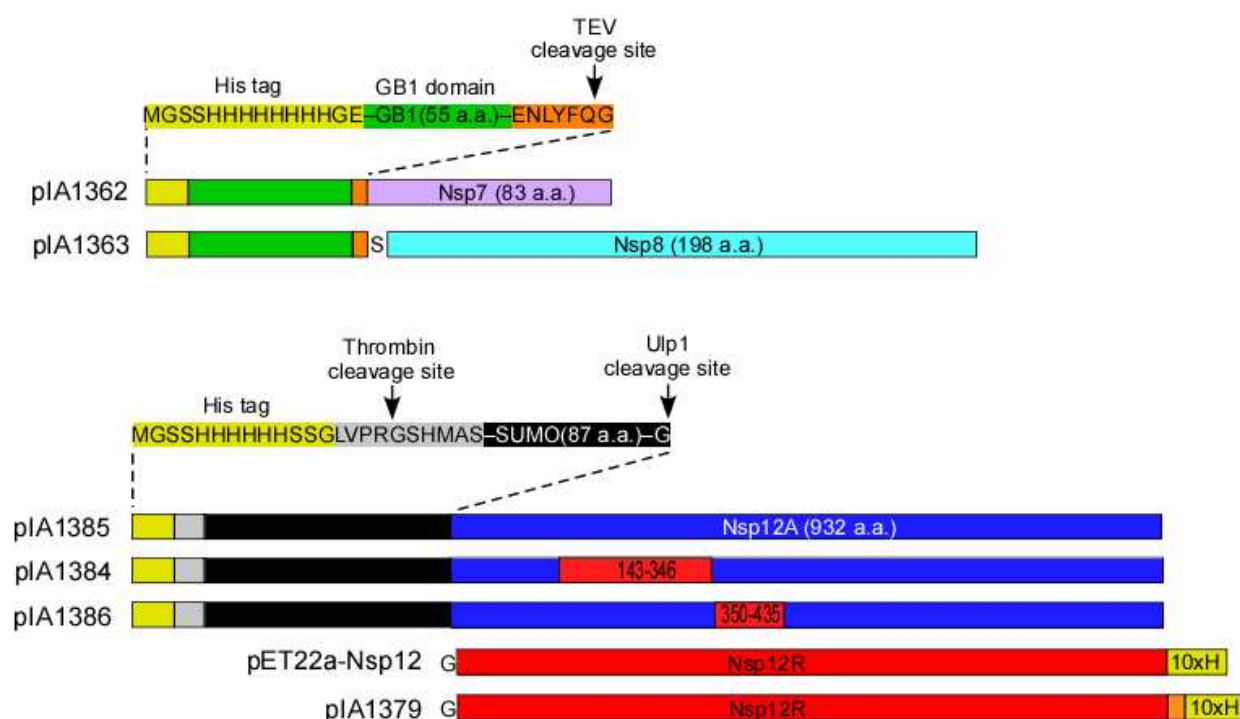 TEV
cleavage site
His tag
GB1 domain
MGSSHHHHHHHHGE–GB1(55 a.a.)–ENLYFQG
pIA1362
Nsp7 (83 a.a.)
pIA1363
S
Nsp8 (198 a.a.)
Thrombin
cleavage site
Ulp1
cleavage site
His tag
MGSSHHHHHHSSGLVPRGSHMAS–SUMO(87 a.a.)–G
pIA1385
Nsp12A (932 a.a.)
pIA1384
143-346
pIA1386
350-435
pET22a-Nsp12
G
Nsp12R
10xH
pIA1379
G
Nsp12R
10xH